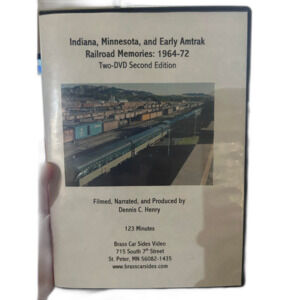 Indiana, Minnesota, and Early Amtrak
Railroad Memories: 1964-72
Two-DVD Second Edition
Filmed, Narrated, and Produced by
Dennis C. Henry
123 Minutes
Brass Car Sides Video
715 South 7th Street
St. Peter, MN 56082-1435
www.brasscarsides.com